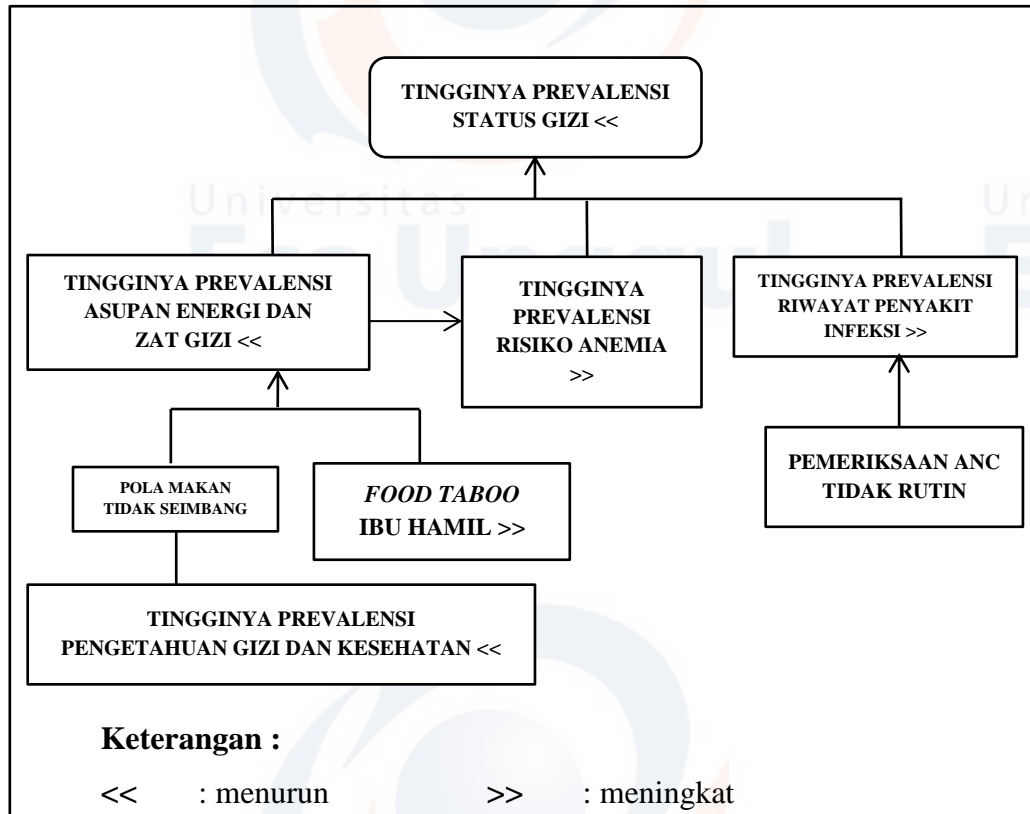 TINGGINYA PREVALENSI
STATUS GIZI <<
Universitas
TINGGINYA PREVALENSI
ASUPAN ENERGI DAN
ZAT GIZI <<
TINGGINYA
PREVALENSI
RISIKO ANEMIA
>>
TINGGINYA PREVALENSI
RIWAYAT PENYAKIT
INFEKSI >>
POLA MAKAN
TIDAK SEIMBANG
FOOD TABOO
IBU HAMIL >>
PEMERIKSAAN ANC
TIDAK RUTIN
TINGGINYA PREVALENSI
PENGETAHUAN GIZI DAN KESEHATAN <<
Keterangan :
<< : menurun >> : meningkat